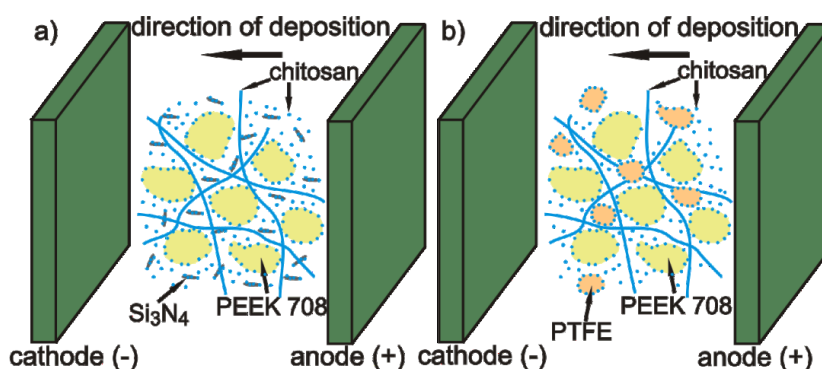 a) direction of deposition
chitosan
Si₃N₄
PEEK 708
cathode (-)
anode (+)
b) direction of deposition
chitosan
PTFE
PEEK 708
cathode (-)
anode (+)